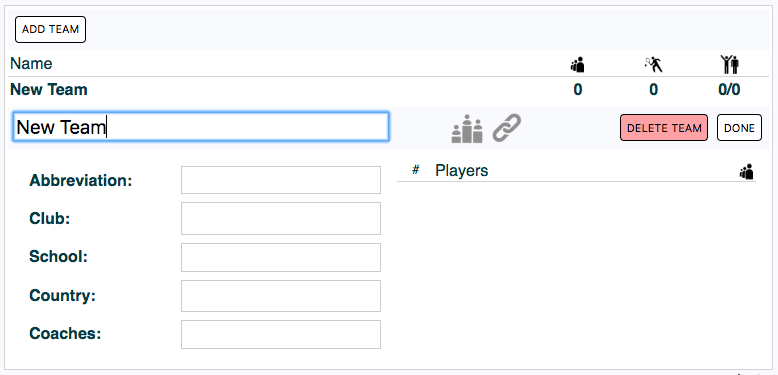 ADD TEAM
Name
New Team 0 0 0/0
New Team DELETE TEAM DONE
# Players
Abbreviation:
Club:
School:
Country:
Coaches: